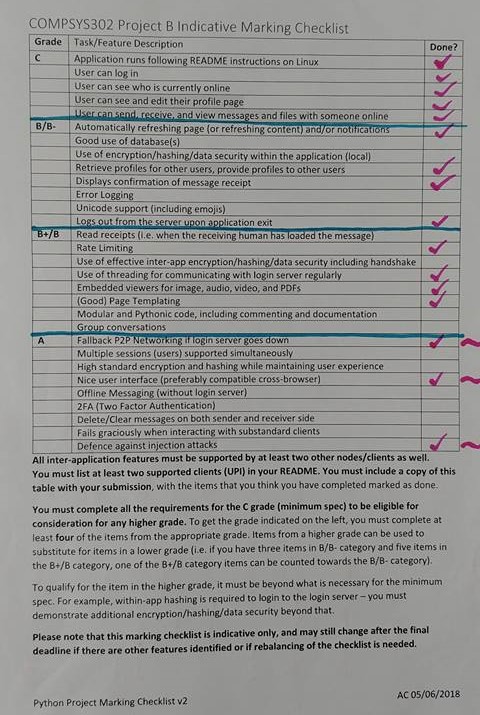 COMPSYS302 Project B Indicative Marking Checklist
Grade Task/Feature Description Done?
C Application runs following README instructions on Linux
User can log in
User can see who is currently online
User can see and edit their profile page
User can send, receive, and view messages and files with someone online
B/B- Automatically refreshing page (or refreshing content) and/or notifications
Good use of database(s)
Use of encryption/hashing/data security within the application (local)
Retrieve profiles for other users, provide profiles to other users
Displays confirmation of message receipt
Error Logging
Unicode support (including emojis)
Logs out from the server upon application exit
B+/B Read receipts (i.e. when the receiving human has loaded the message)
Rate Limiting
Use of effective inter-app encryption/hashing/data security including handshake
Use of threading for communicating with login server regularly
Embedded viewers for image, audio, video, and PDFs
(Good) Page Templating
Modular and Pythonic code, including commenting and documentation
Group conversations
A Fallback P2P Networking if login server goes down
Multiple sessions (users) supported simultaneously
High standard encryption and hashing while maintaining user experience
Nice user interface (preferably compatible cross-browser)
Offline Messaging (without login server)
2FA (Two Factor Authentication)
Delete/Clear messages on both sender and receiver side
Fails graciously when interacting with substandard clients
Defence against injection attacks
All inter-application features must be supported by at least two other nodes/clients as well.
You must list at least two supported clients (UPI) in your README. You must include a copy of
this table with your submission, with the items that you think you have completed marked as done.
You must complete all the requirements for the C grade (minimum spec) to be eligible for
consideration for any higher grade. To get the grade indicated on the left, you must complete at
least four of the items from the appropriate grade. Items from a higher grade can be used to
substitute for items in a lower grade (i.e. if you have three items in B/B- category and five items in
the B+/B category, one of the B+/B category items can be counted towards the B/B- category).
To qualify for the item in the higher grade, it must be beyond what is necessary for the minimum
spec. For example, within-app hashing is required to login to the login server – you must
demonstrate additional encryption/hashing/data security beyond that.
Please note that this marking checklist is indicative only, and may still change after the final
deadline if there are other features identified or if rebalancing of the checklist is needed.
Python Project Marking Checklist v2 AC 05/06/2018